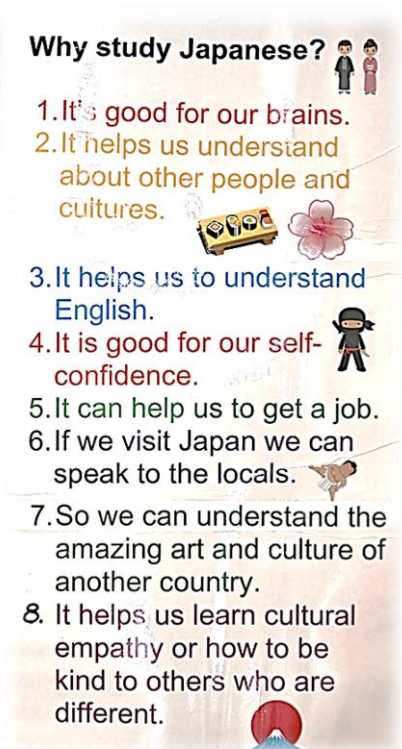 Why study Japanese?
1.It's good for our brains.
2.It helps us understand
about other people and
cultures.
3.It helps us to understand
English.
4.It is good for our self-
confidence.
5.It can help us to get a job.
6.If we visit Japan we can
speak to the locals.
7.So we can understand the
amazing art and culture of
another country.
8. It helps us learn cultural
empathy or how to be
kind to others who are
different.